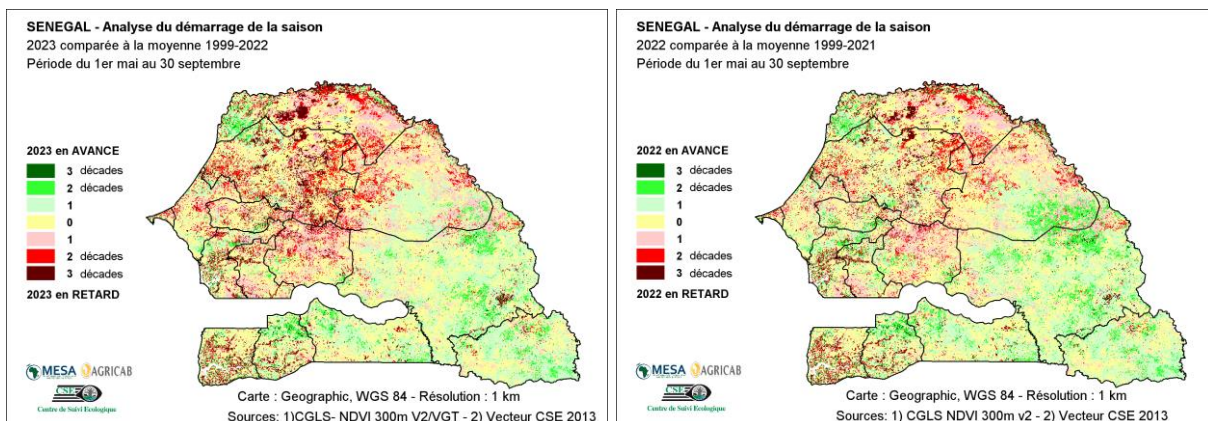 SENEGAL - Analyse du démarrage de la saison
2023 comparée à la moyenne 1999-2022
Période du 1er mai au 30 septembre
2023 en AVANCE
3 décades
2 décades
1
0
1
2 décades
3 décades
2023 en RETARD
MESA AGRICAB
CSE
Centre de Suivi Ecologique
Carte : Geographic, WGS 84 - Résolution : 1 km
Sources: 1)CGLS- NDVI 300m V2/VGT - 2) Vecteur CSE 2013
SENEGAL - Analyse du démarrage de la saison
2022 comparée à la moyenne 1999-2021
Période du 1er mai au 30 septembre
2022 en AVANCE
3 décades
2 décades
1
0
1
2 décades
3 décades
2022 en RETARD
MESA AGRICAB
CSE
Centre de Suivi Ecologique
Carte : Geographic, WGS 84 - Résolution : 1 km
Sources: 1) CGLS NDVI 300m v2 - 2) Vecteur CSE 2013